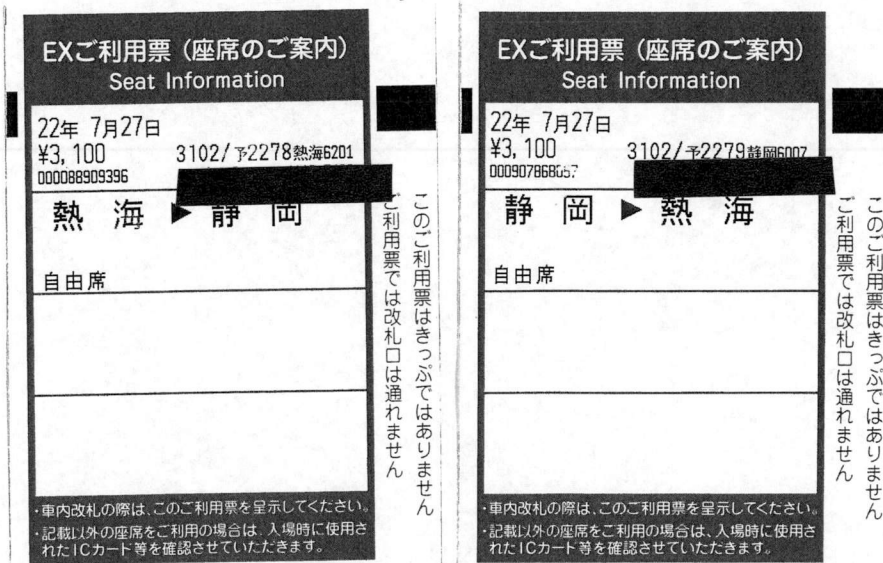 EXご利用票（座席のご案内）
Seat Information
22年 7月27日
¥3,100 3102/予2278熱海6201
000088909396
熱 海 ▶ 静 岡
自由席
・車内改札の際は、このご利用票を呈示してください。
・記載以外の座席をご利用の場合は、入場時に使用さ
れたICカード等を確認させていただきます。
このご利用票はきっぷではありません
ご利用票では改札口は通れません
EXご利用票（座席のご案内）
Seat Information
22年 7月27日
¥3,100 3102/予2279静岡6007
静 岡 ▶ 熱 海
自由席
・車内改札の際は、このご利用票を呈示してください。
・記載以外の座席をご利用の場合は、入場時に使用さ
れたICカード等を確認させていただきます。
このご利用票はきっぷではありません
ご利用票では改札口は通れません